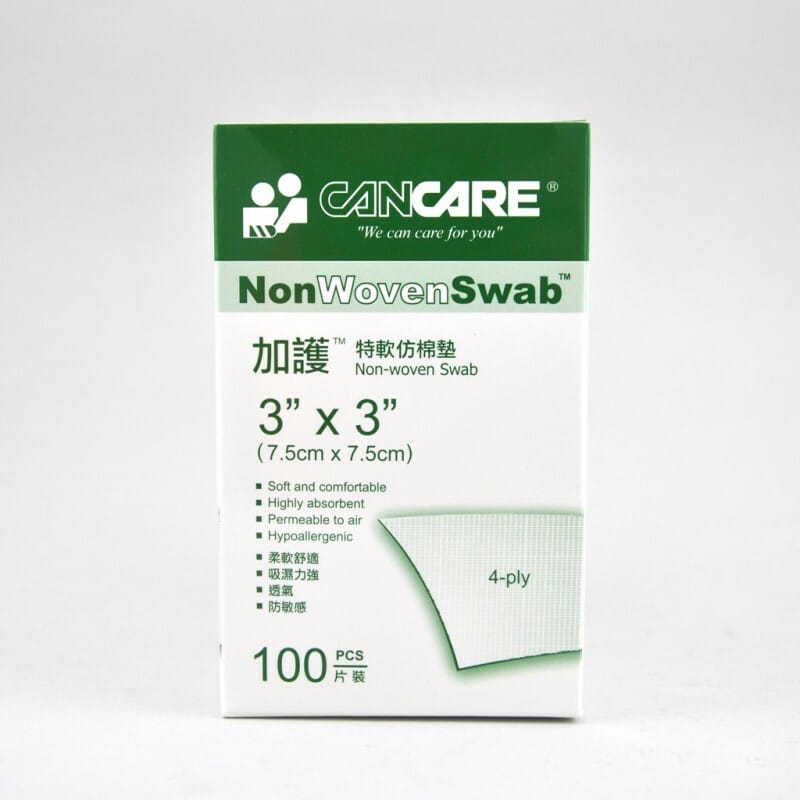 CANCARE®
"We can care for you"
NonWovenSwab™
加護™ 特軟仿棉墊
Non-woven Swab
3” x 3”
(7.5cm x 7.5cm)
▪ Soft and comfortable
▪ Highly absorbent
▪ Permeable to air
▪ Hypoallergenic
▪ 柔軟舒適
▪ 吸濕力強
▪ 透氣
▪ 防敏感
4-ply
100 PCS
片裝